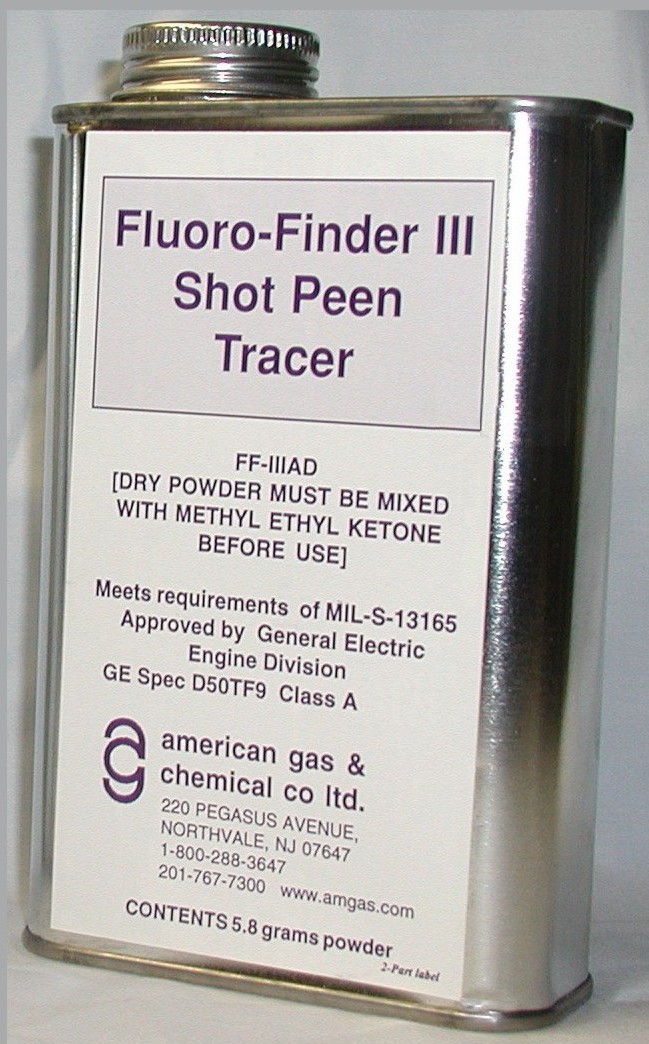 Fluoro-Finder III
Shot Peen
Tracer
FF-IIIAD
[DRY POWDER MUST BE MIXED
WITH METHYL ETHYL KETONE
BEFORE USE]
Meets requirements of MIL-S-13165
Approved by General Electric
Engine Division
GE Spec D50TF9 Class A
american gas &
chemical co ltd.
220 PEGASUS AVENUE,
NORTHVALE, NJ 07647
1-800-288-3647
201-767-7300 www.amgas.com
CONTENTS 5.8 grams powder
2-Part label